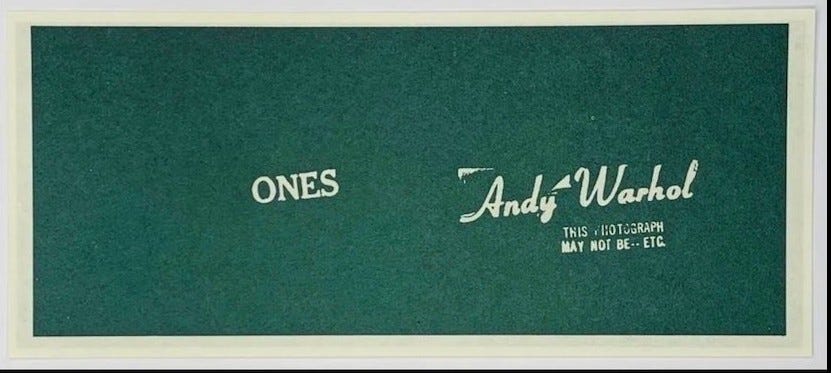 ONES
Andy Warhol
THIS PHOTOGRAPH
MAY NOT BE-- ETC.